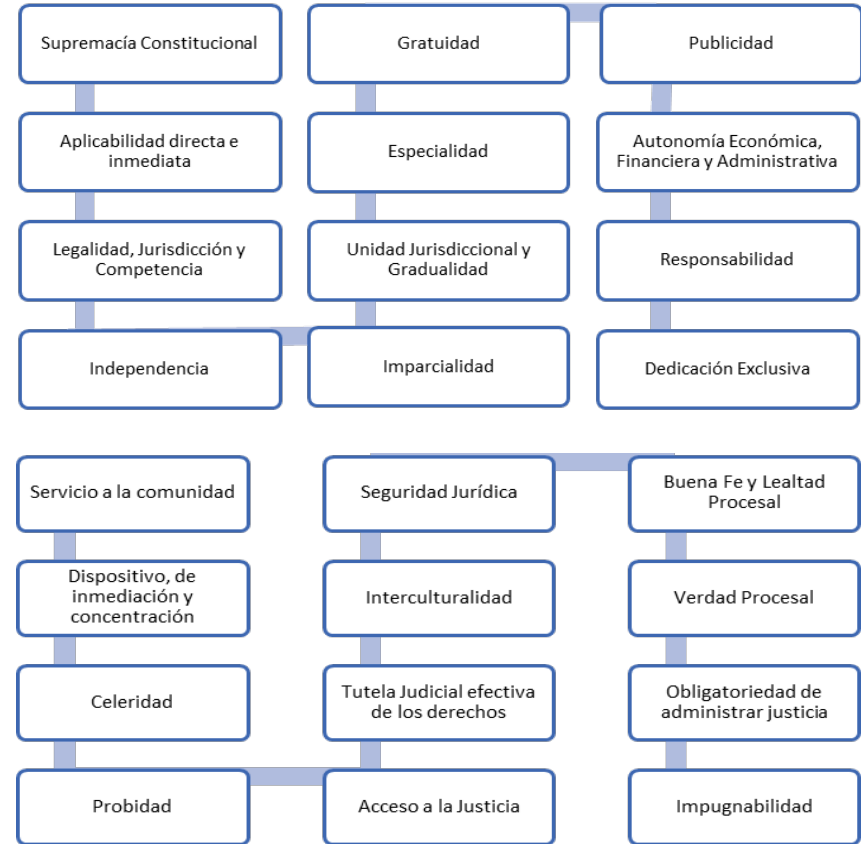 Supremacía Constitucional
Aplicabilidad directa e
inmediata
Legalidad, Jurisdicción y
Competencia
Independencia
Imparcialidad
Unidad Jurisdiccional y
Gradualidad
Especialidad
Gratuidad
Publicidad
Autonomía Económica,
Financiera y Administrativa
Responsabilidad
Dedicación Exclusiva
Servicio a la comunidad
Dispositivo, de
inmediación y
concentración
Celeridad
Probidad
Acceso a la Justicia
Tutela Judicial efectiva
de los derechos
Interculturalidad
Seguridad Jurídica
Buena Fe y Lealtad
Procesal
Verdad Procesal
Obligatoriedad de
administrar justicia
Impugnabilidad